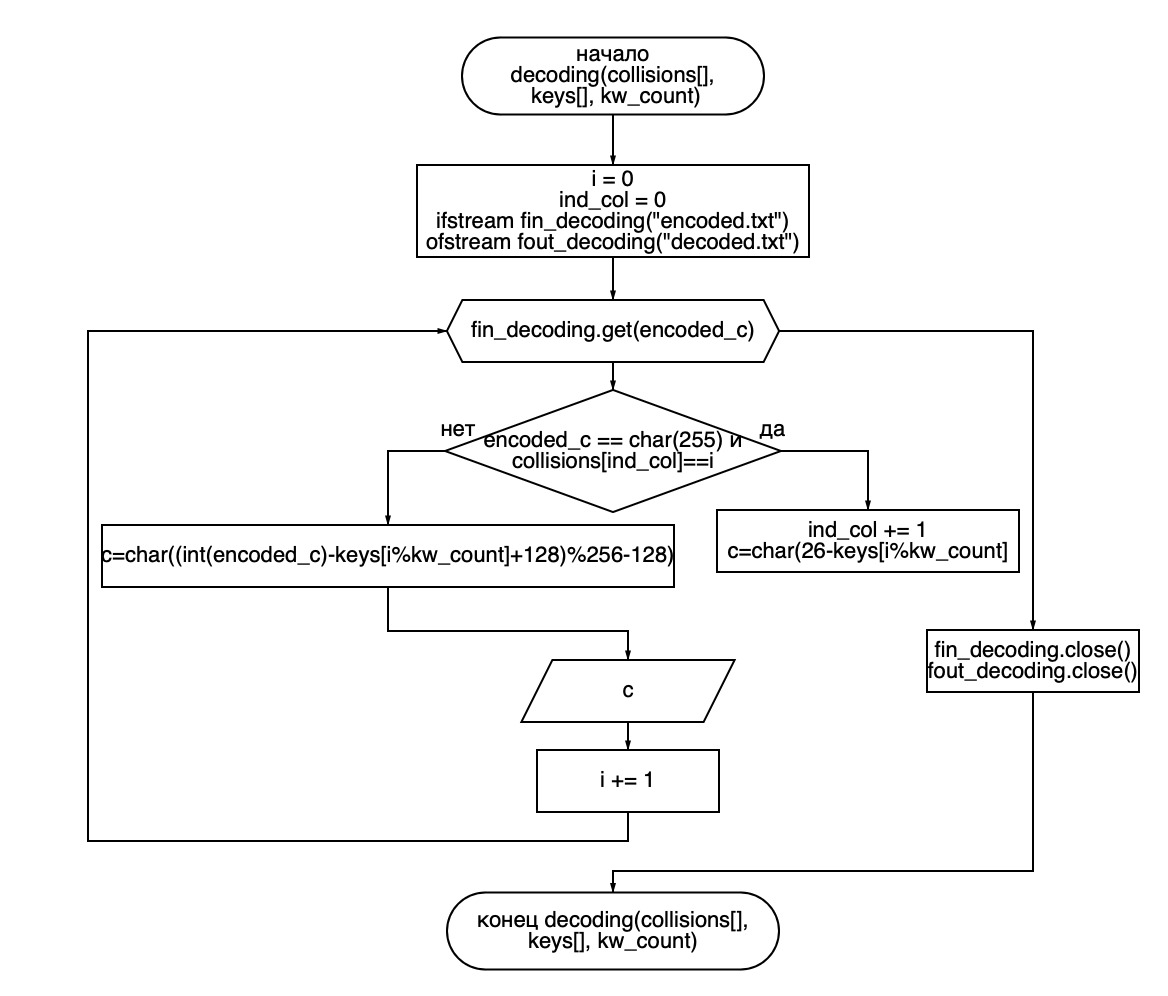 начало
decoding(collisions[],
keys[], kw_count)
i = 0
ind_col = 0
ifstream fin_decoding("encoded.txt")
ofstream fout_decoding("decoded.txt")
fin_decoding.get(encoded_c)
нет
да
encoded_c == char(255) и
collisions[ind_col]==i
ind_col += 1
c=char(26-keys[i%kw_count]
c=char((int(encoded_c)-keys[i%kw_count]+128)%256-128)
fin_decoding.close()
fout_decoding.close()
c
i += 1
конец decoding(collisions[],
keys[], kw_count)